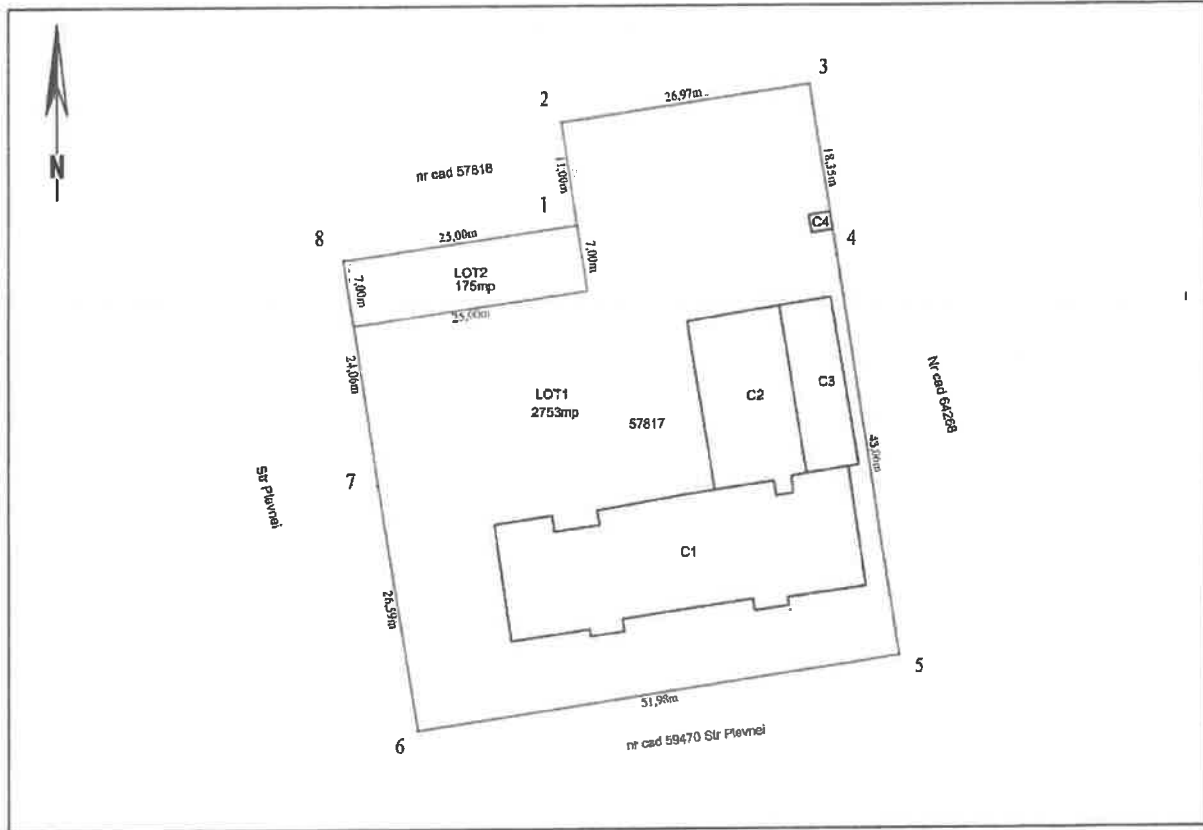 3
26,97m
2
N
11,00m
18,35m
nr cad 57818
1
C4
8
25,00m
4
7,00m
LOT2
175mp
7,00m
25,00m
24,06m
LOT1
2753mp
57817
C2
C3
Nr cad 64268
7
Str Plevnei
C1
26,59m
5
51,98m
6
nr cad 59470 Str Plevnei